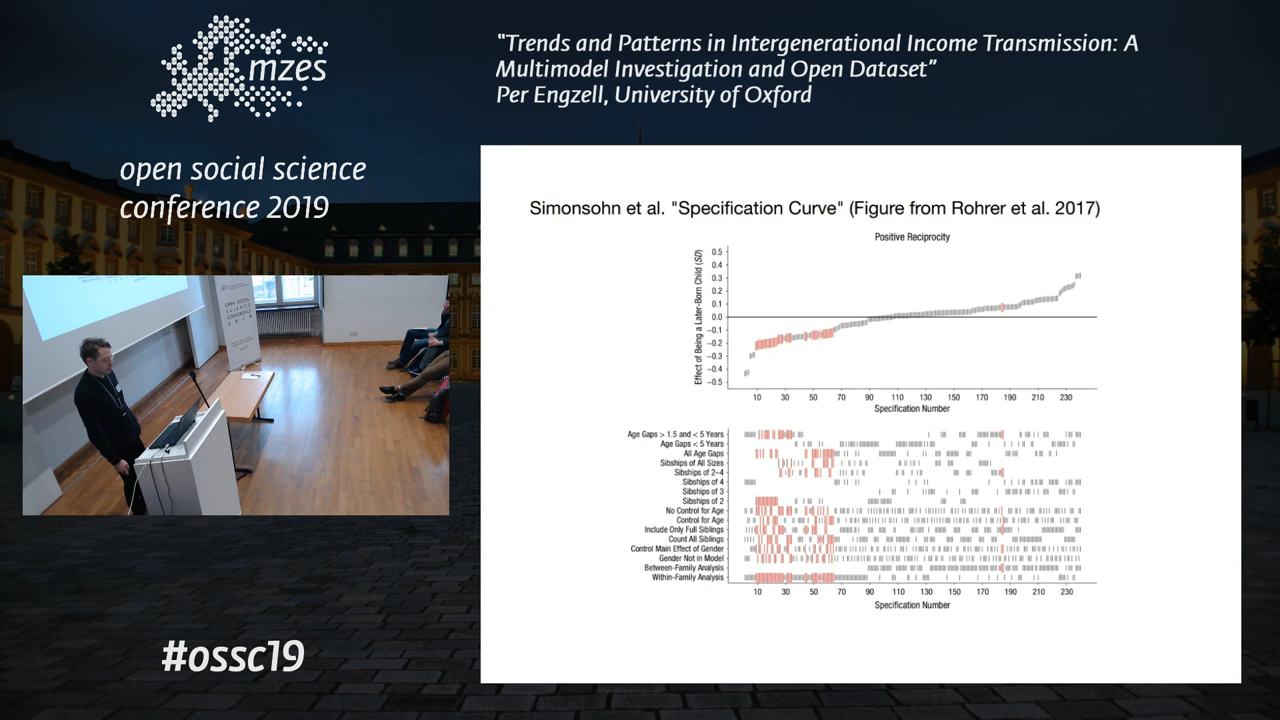 mzes
open social science
conference 2019
"Trends and Patterns in Intergenerational Income Transmission: A
Multimodel Investigation and Open Dataset"
Per Engzell, University of Oxford
OPEN SOCIAL
SCIENCE
CONFERENCE
2019
#ossc19
Simonsohn et al. "Specification Curve" (Figure from Rohrer et al. 2017)
Positive Reciprocity
Effect of Being a Later-Born Child (SD)
0.5
0.4
0.3
0.2
0.1
0.0
−0.1
−0.2
−0.3
−0.4
−0.5
10 30 50 70 90 110 130 150 170 190 210 230
Specification Number
Age Gaps > 1.5 and < 5 Years
Age Gaps < 5 Years
All Age Gaps
Sibships of All Sizes
Sibships of 2–4
Sibships of 4
Sibships of 3
Sibships of 2
No Control for Age
Control for Age
Include Only Full Siblings
Count All Siblings
Control Main Effect of Gender
Gender Not in Model
Between-Family Analysis
Within-Family Analysis
10 30 50 70 90 110 130 150 170 190 210 230
Specification Number